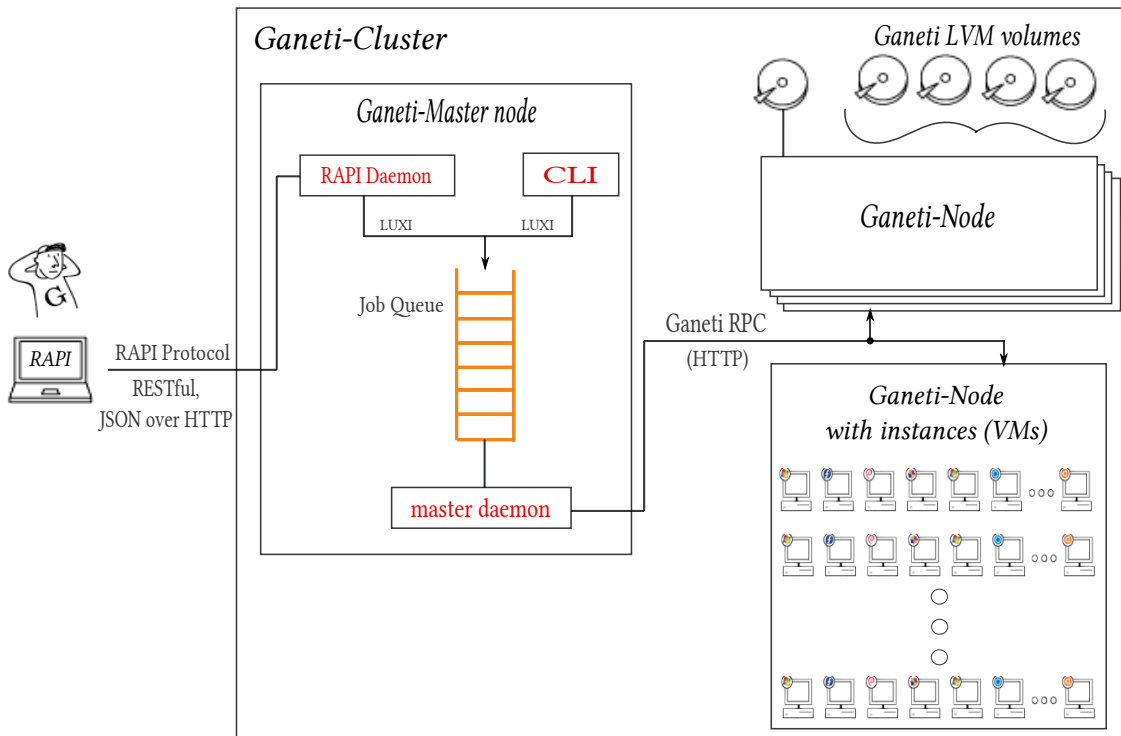 Ganeti-Cluster
Ganeti LVM volumes
Ganeti-Master node
RAPI Daemon
CLI
LUXI
LUXI
Ganeti-Node
G
Job Queue
RAPI
RAPI Protocol
RESTful,
JSON over HTTP
Ganeti RPC
(HTTP)
master daemon
Ganeti-Node
with instances (VMs)